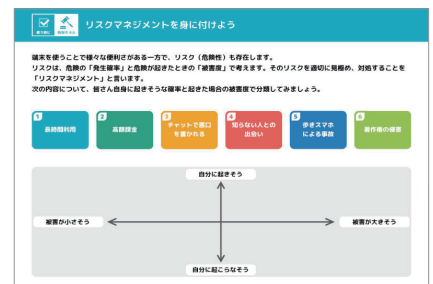 リスクマネジメントを身に付けよう
端末を使うことで様々な便利さがある一方で、リスク（危険性）も存在します。
リスクは、危険の「発生確率」と危険が起きたときの「被害度」で考えます。そのリスクを適切に見極め、対処することを
「リスクマネジメント」と言います。
次の内容について、皆さん自身に起きそうな確率と起きた場合の被害度で分類してみましょう。
1
長時間利用
2
高額課金
3
チャットで悪口
を書かれる
4
知らない人との
出会い
5
歩きスマホ
による事故
6
著作権の侵害
自分に起きそう
被害が小さそう
被害が大きそう
自分に起こらなそう